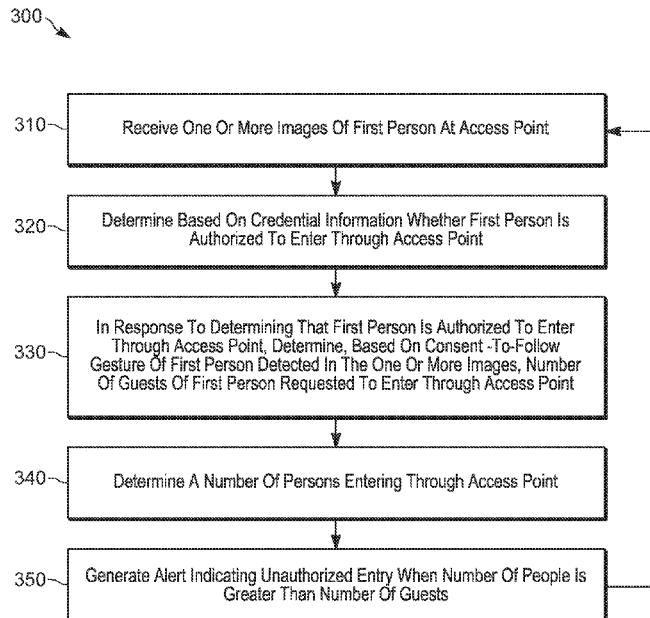 300
310
Receive One Or More Images Of First Person At Access Point
320
Determine Based On Credential Information Whether First Person Is
Authorized To Enter Through Access Point
330
In Response To Determining That First Person Is Authorized To Enter
Through Access Point, Determine, Based On Consent -To-Follow
Gesture Of First Person Detected In The One Or More Images, Number
Of Guests Of First Person Requested To Enter Through Access Point
340
Determine A Number Of Persons Entering Through Access Point
350
Generate Alert Indicating Unauthorized Entry When Number Of People Is
Greater Than Number Of Guests